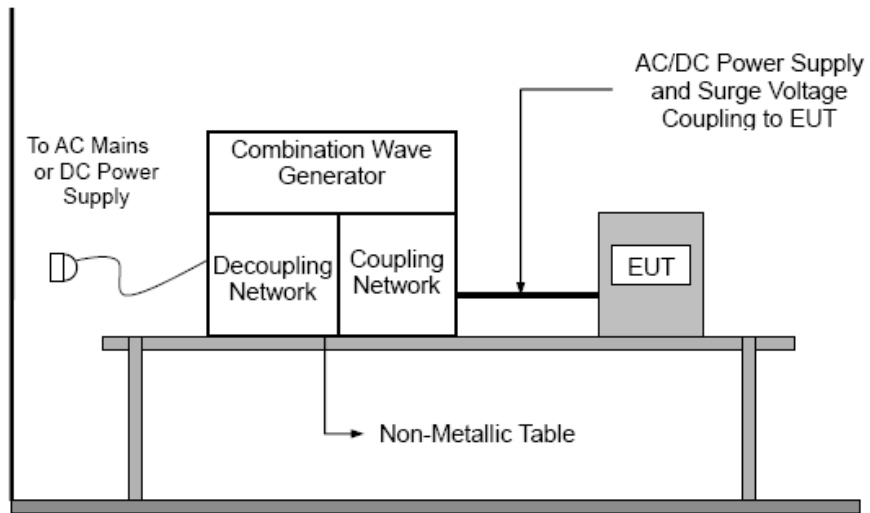 AC/DC Power Supply
and Surge Voltage
Coupling to EUT
To AC Mains
or DC Power
Supply
Combination Wave
Generator
Decoupling
Network
Coupling
Network
EUT
Non-Metallic Table